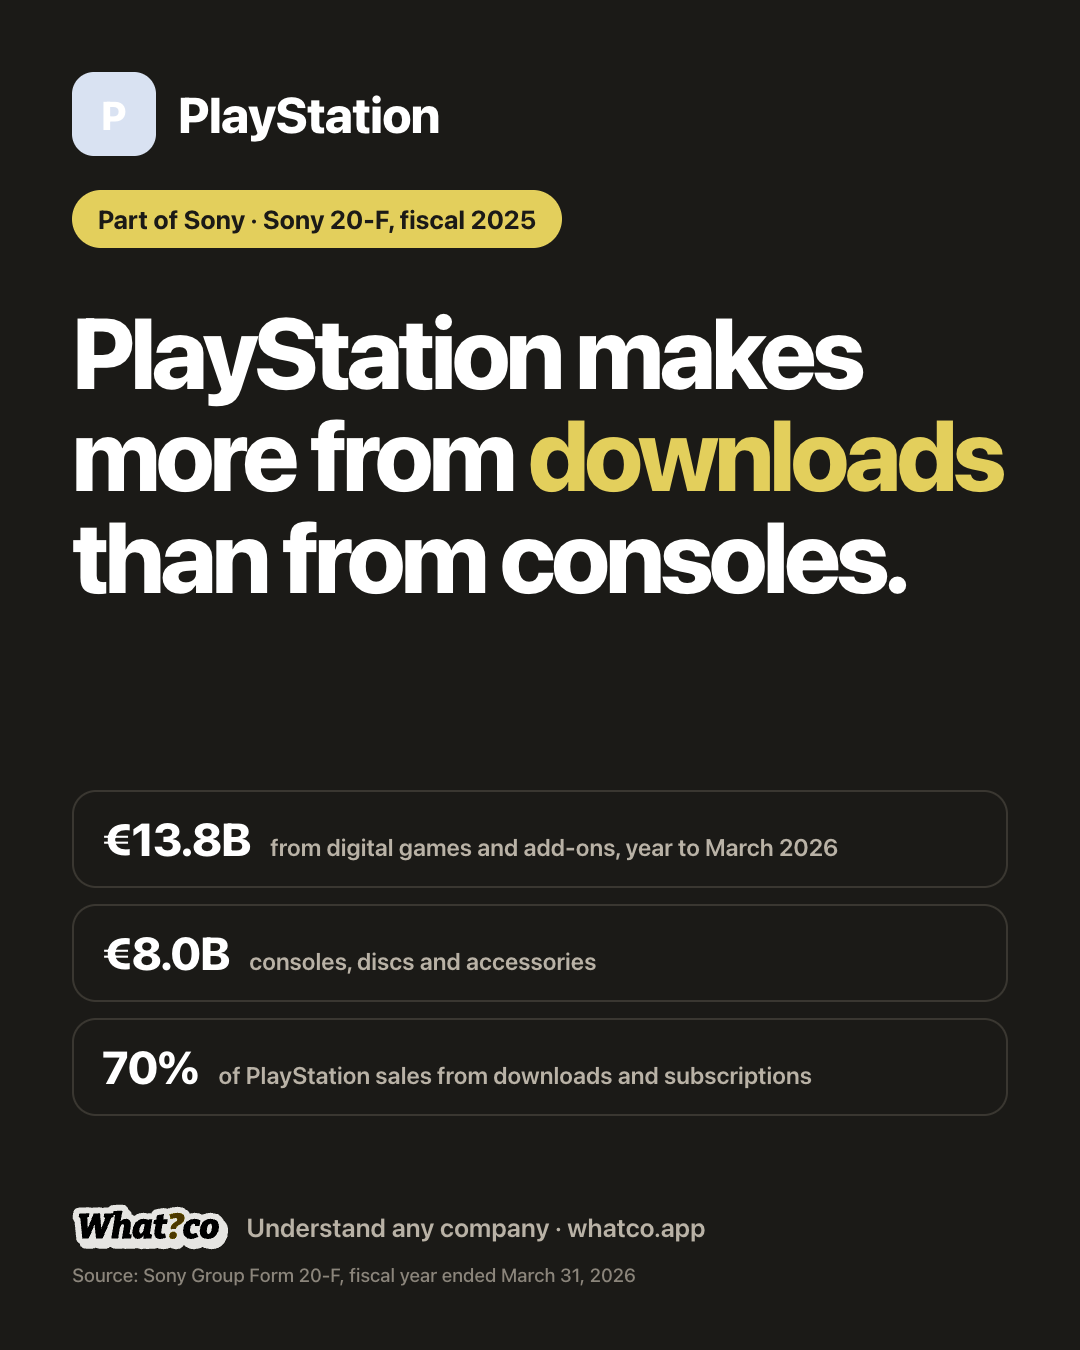 P
PlayStation
Part of Sony · Sony 20-F, fiscal 2025
PlayStation makes
more from downloads
than from consoles.
€13.8B from digital games and add-ons, year to March 2026
€8.0B consoles, discs and accessories
70% of PlayStation sales from downloads and subscriptions
What?co Understand any company · whatco.app
Source: Sony Group Form 20-F, fiscal year ended March 31, 2026